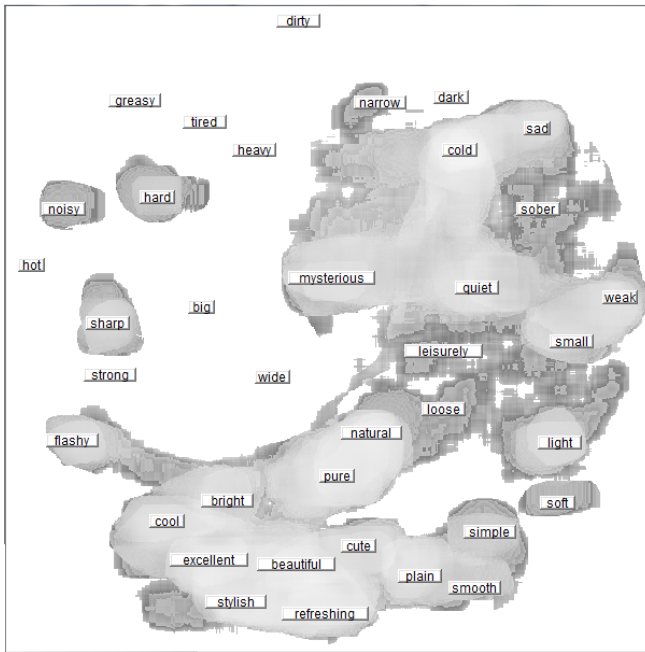 dirty
greasy
narrow
dark
tired
sad
heavy
cold
hard
noisy
sober
hot
mysterious
quiet
weak
big
sharp
small
leisurely
strong
wide
loose
flashy
natural
light
pure
bright
soft
cool
simple
cute
excellent
beautiful
plain
smooth
stylish
refreshing